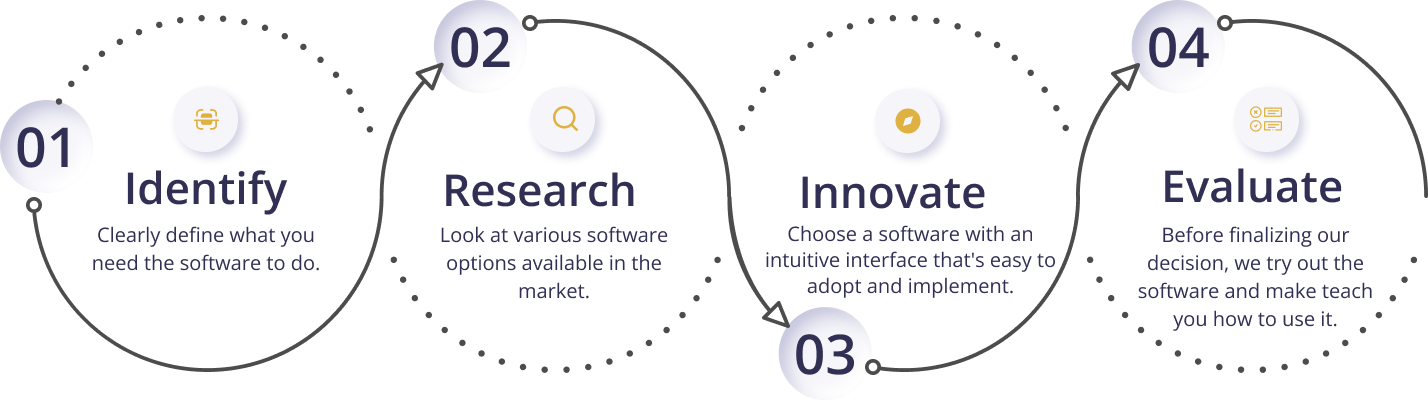 01
Identify
Clearly define what you
need the software to do.
02
Research
Look at various software
options available in the
market.
03
Innovate
Choose a software with an
intuitive interface that's easy to
adopt and implement.
04
Evaluate
Before finalizing our
decision, we try out the
software and make teach
you how to use it.